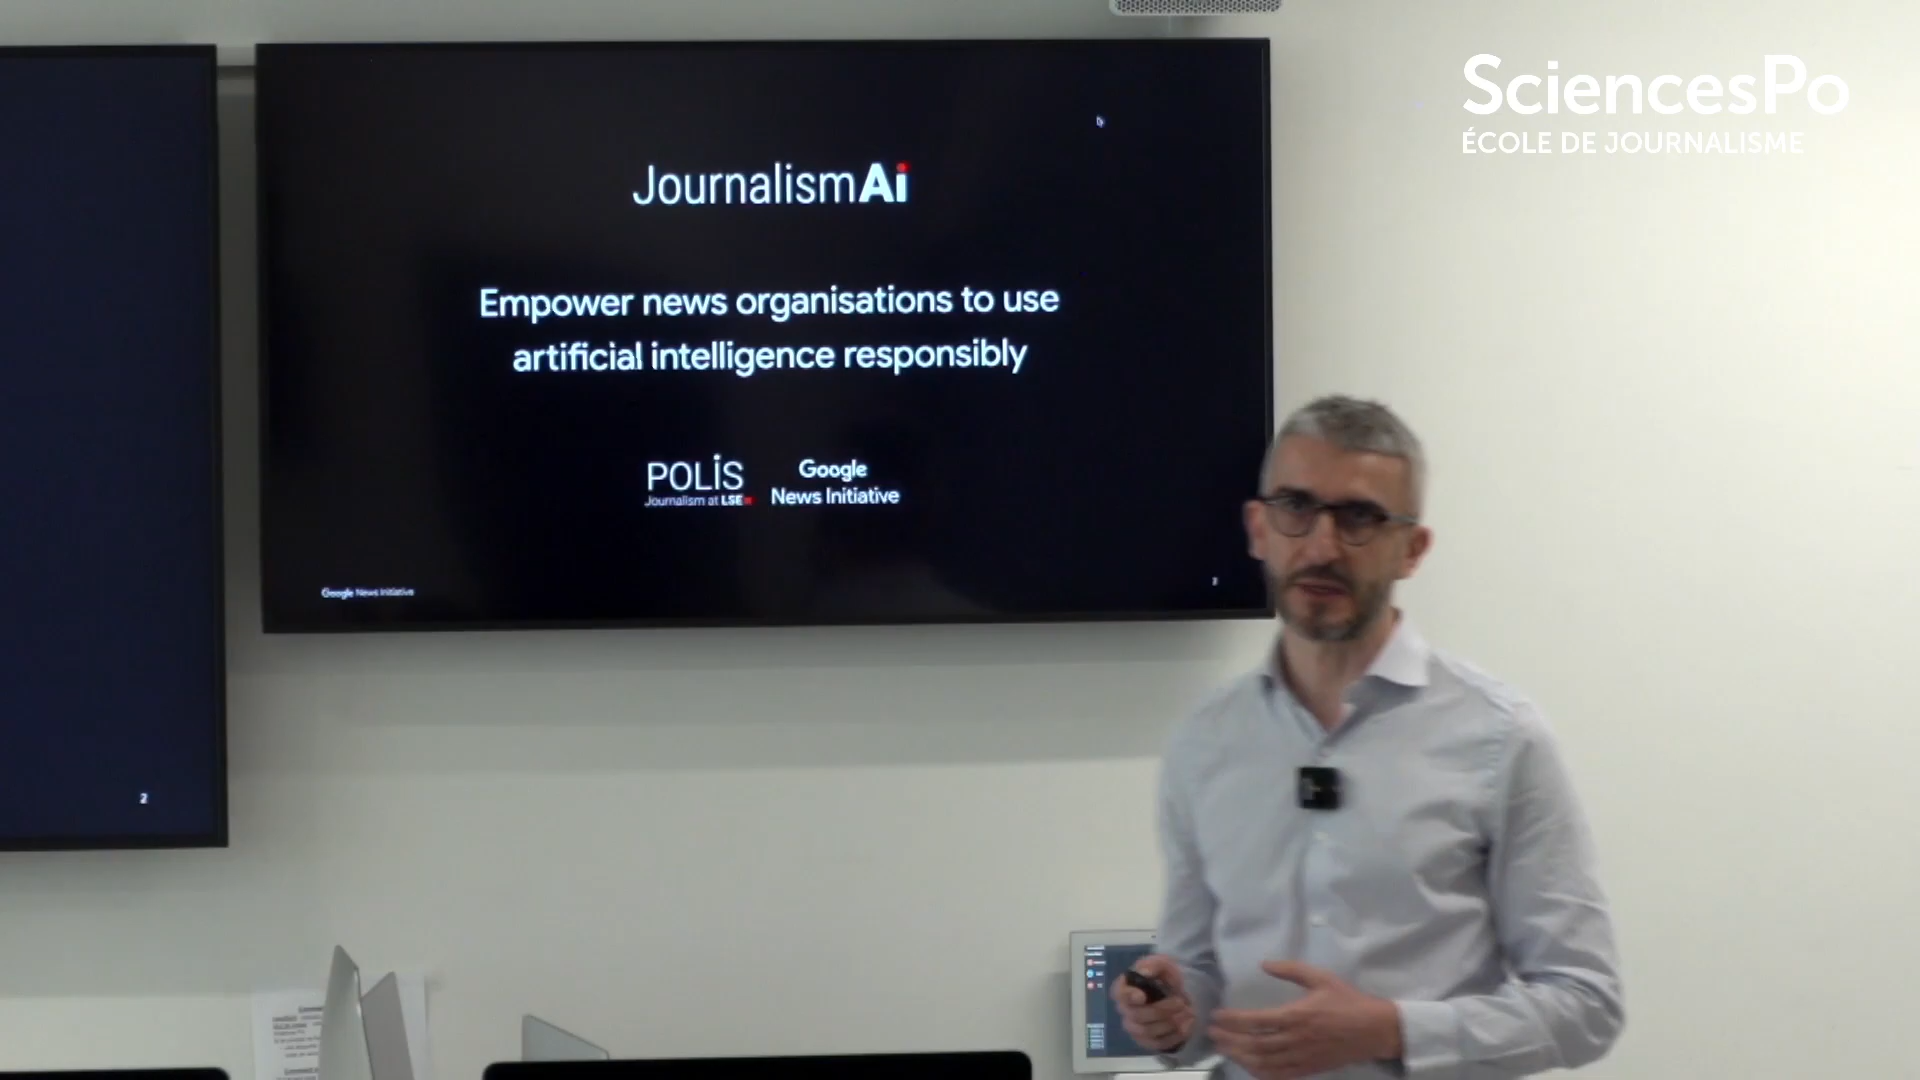 SciencesPo
ÉCOLE DE JOURNALISME
JournalismAi
Empower news organisations to use
artificial intelligence responsibly
POLIS
Journalism at LSE
Google
News Initiative
Google News Initiative
2